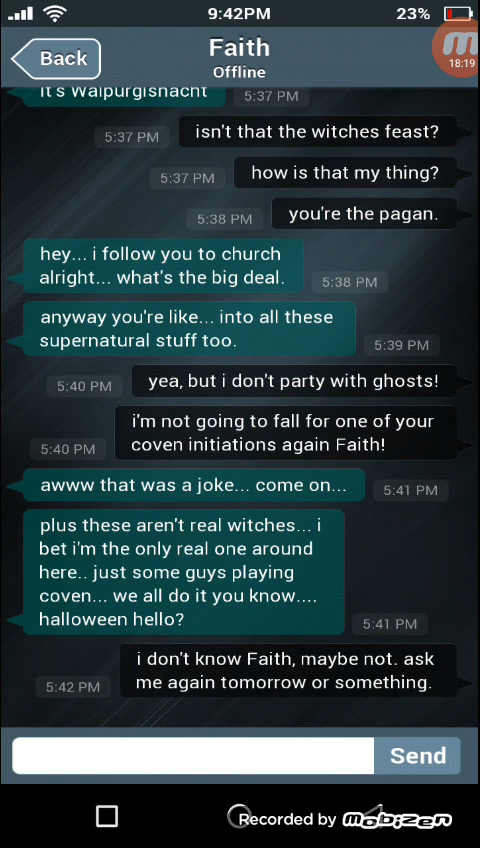 9:42PM
23%
Back
Faith
Offline
18:19
It's Walpurgisnacht
5:37 PM
isn't that the witches feast?
5:37 PM
how is that my thing?
5:37 PM
you're the pagan.
5:38 PM
hey... i follow you to church
alright... what's the big deal.
5:38 PM
anyway you're like... into all these
supernatural stuff too.
5:39 PM
yea, but i don't party with ghosts!
5:40 PM
i'm not going to fall for one of your
coven initiations again Faith!
5:40 PM
awww that was a joke... come on...
5:41 PM
plus these aren't real witches... i
bet i'm the only real one around
here.. just some guys playing
coven... we all do it you know....
halloween hello?
5:41 PM
i don't know Faith, maybe not. ask
me again tomorrow or something.
5:42 PM
Send
Recorded by mobizen